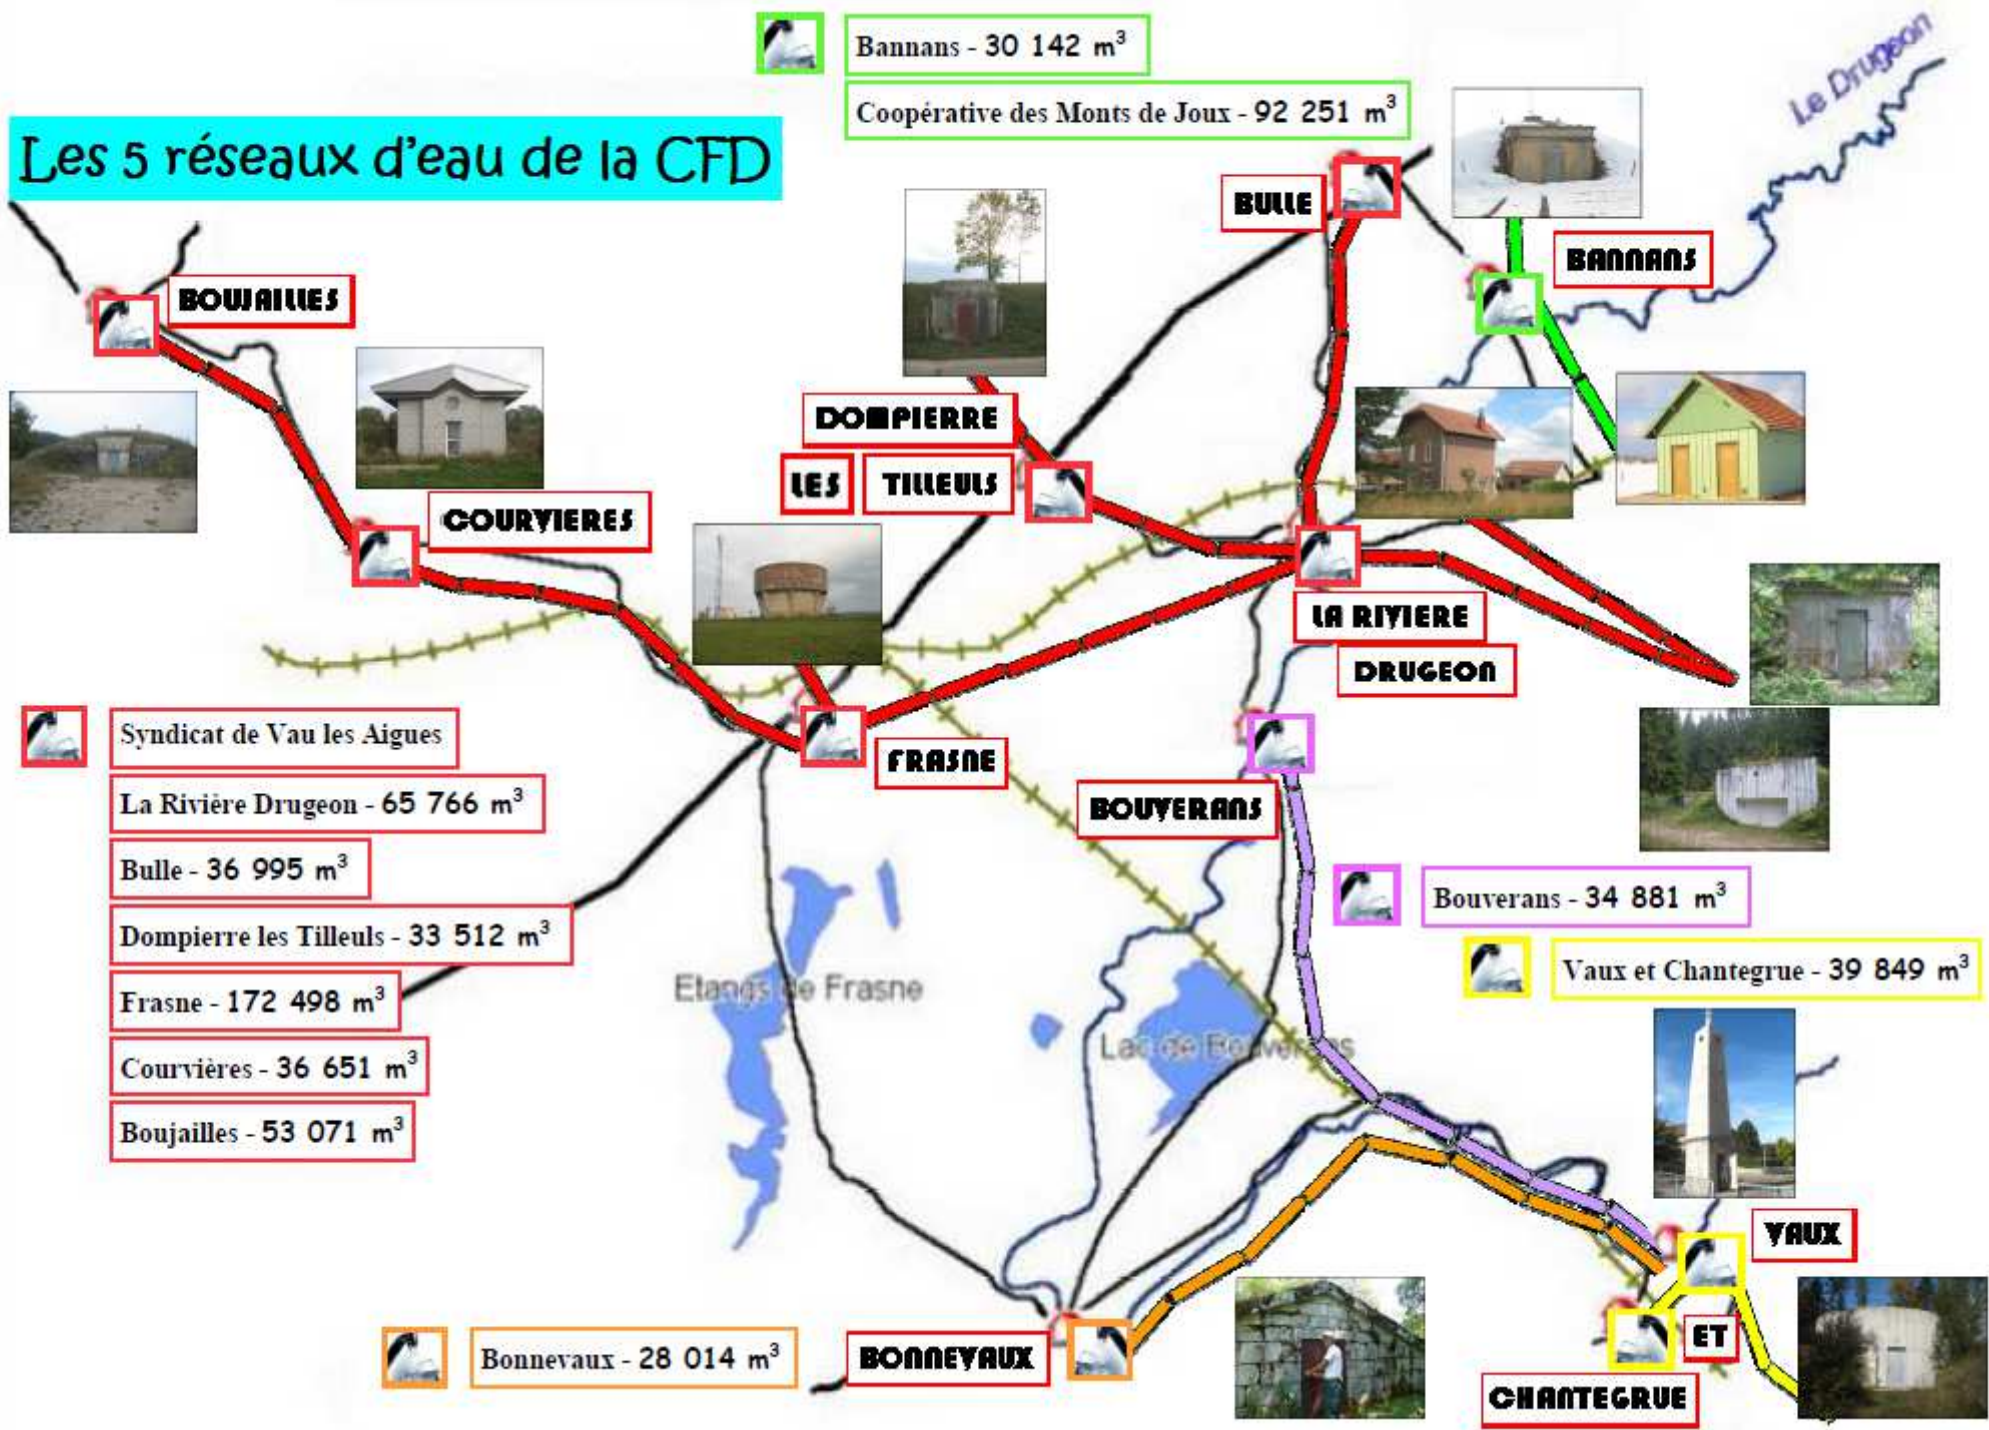 Bannans - 30 142 m³
Coopérative des Monts de Joux - 92 251 m³
Le Drugeon
Les 5 réseaux d'eau de la CFD
BULLE
BANNANS
BOUJAILLES
DOMPIERRE
LES TILLEULS
COURVIERES
LA RIVIERE
DRUGEON
FRASNE
BOUVERANS
Syndicat de Vau les Aigues
La Rivière Drugeon - 65 766 m³
Bulle - 36 995 m³
Dompierre les Tilleuls - 33 512 m³
Frasne - 172 498 m³
Courvières - 36 651 m³
Boujailles - 53 071 m³
Bouverans - 34 881 m³
Vaux et Chantegrue - 39 849 m³
Etangs de Frasne
Lac de Bouverans
VAUX
ET
CHANTEGRUE
Bonnevaux - 28 014 m³
BONNEVAUX